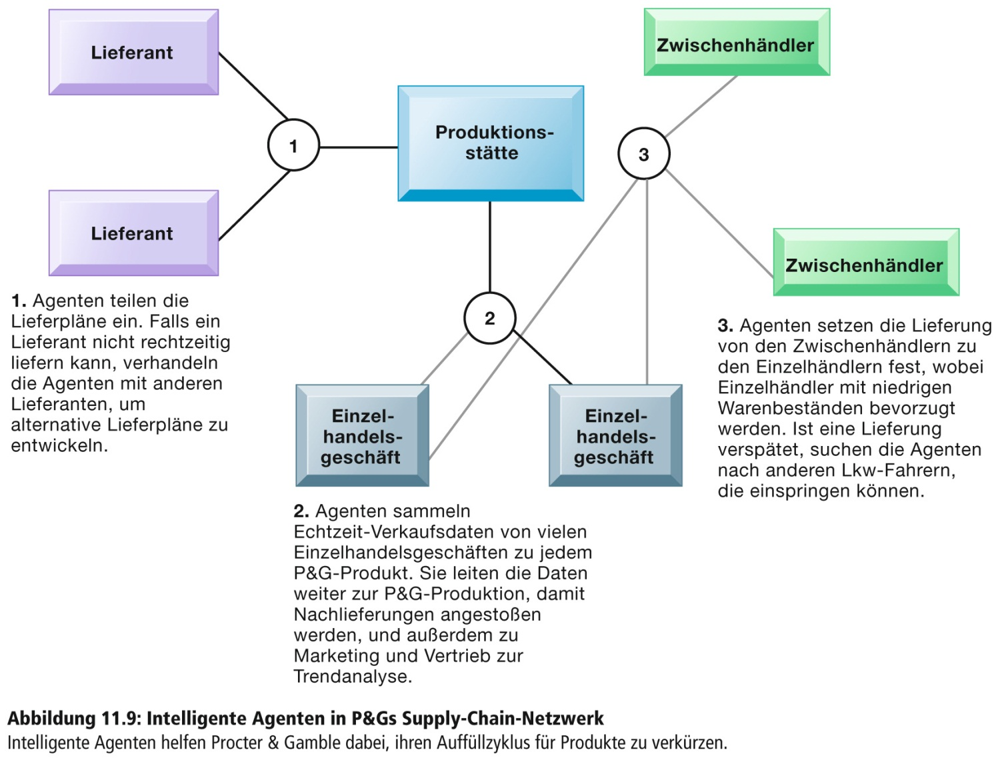 Lieferant
Zwischenhändler
Produktions-
stätte
1
3
Lieferant
Zwischenhändler
2
1. Agenten teilen die
Lieferpläne ein. Falls ein
Lieferant nicht rechtzeitig
liefern kann, verhandeln
die Agenten mit anderen
Lieferanten, um
alternative Lieferpläne zu
entwickeln.
3. Agenten setzen die Lieferung
von den Zwischenhändlern zu
den Einzelhändlern fest, wobei
Einzelhändler mit niedrigen
Warenbeständen bevorzugt
werden. Ist eine Lieferung
verspätet, suchen die Agenten
nach anderen Lkw-Fahrern,
die einspringen können.
Einzel-
handels-
geschäft
Einzel-
handels-
geschäft
2. Agenten sammeln
Echtzeit-Verkaufsdaten von vielen
Einzelhandelsgeschäften zu jedem
P&G-Produkt. Sie leiten die Daten
weiter zur P&G-Produktion, damit
Nachlieferungen angestoßen
werden, und außerdem zu
Marketing und Vertrieb zur
Trendanalyse.
Abbildung 11.9: Intelligente Agenten in P&Gs Supply-Chain-Netzwerk
Intelligente Agenten helfen Procter & Gamble dabei, ihren Auffüllzyklus für Produkte zu verkürzen.